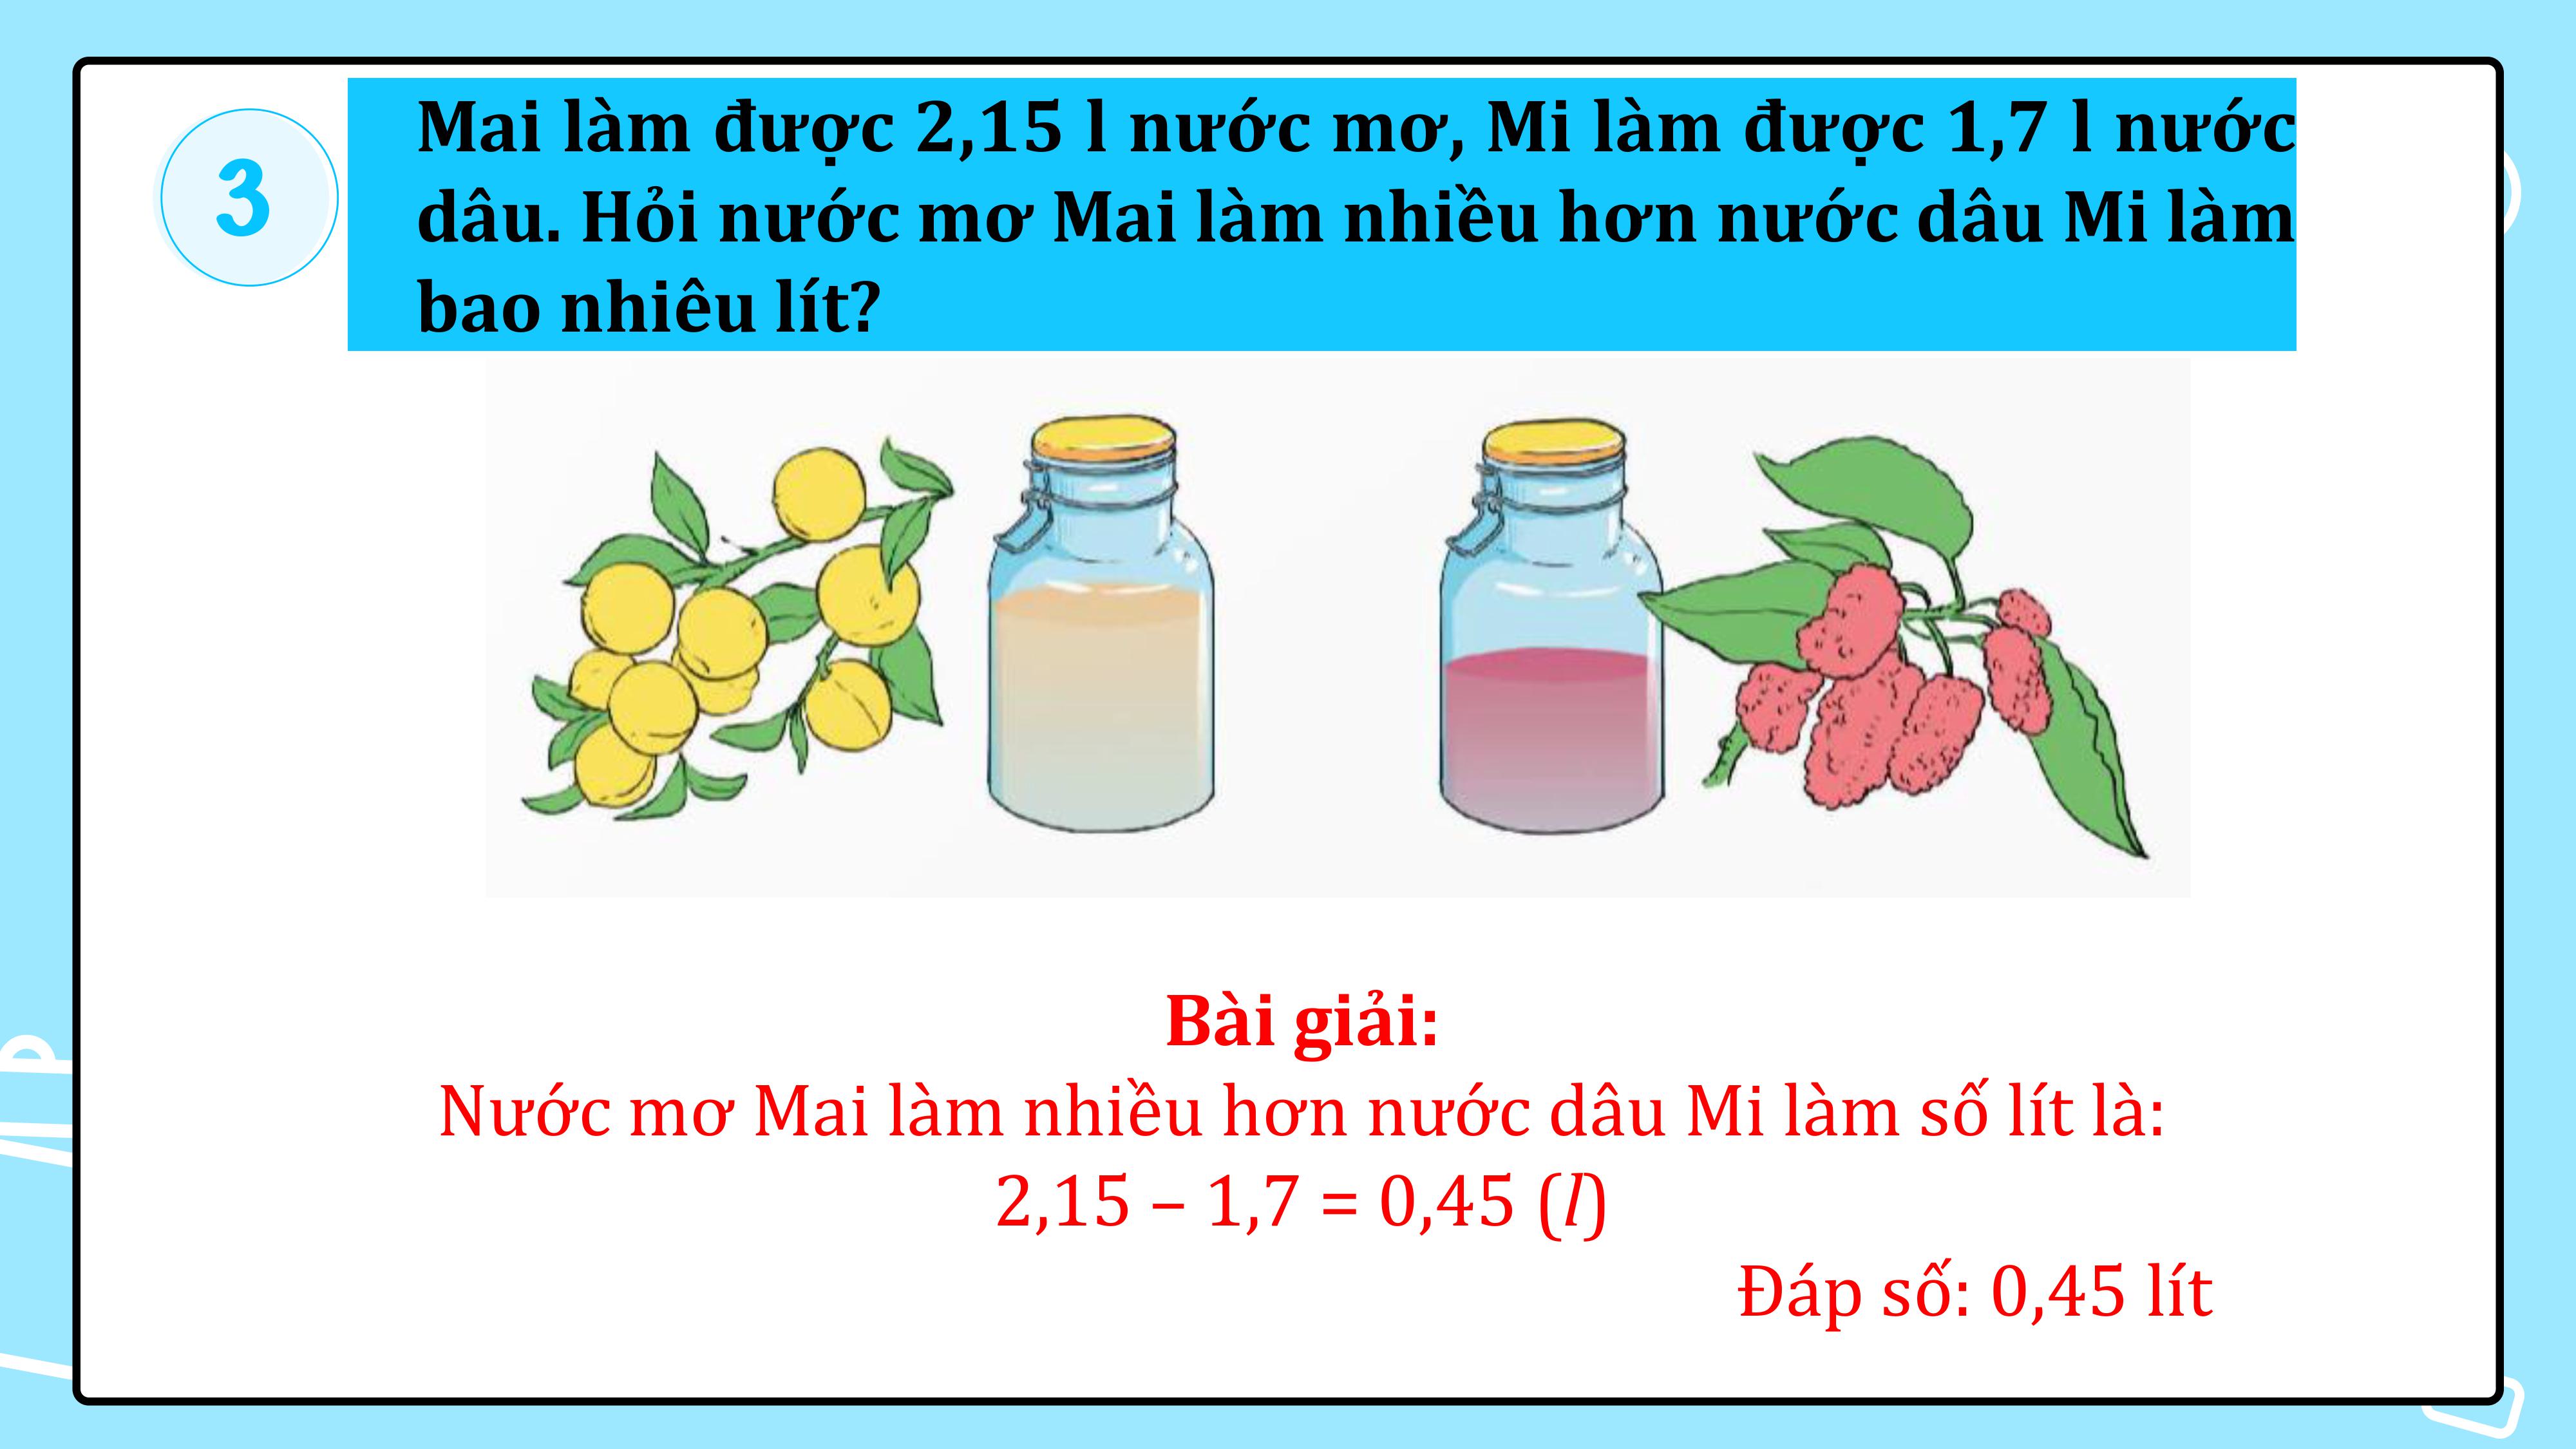 3
Mai làm được 2,15 l nước mơ, Mi làm được 1,7 l nước
dâu. Hỏi nước mơ Mai làm nhiều hơn nước dâu Mi làm
bao nhiêu lít?
Bài giải:
Nước mơ Mai làm nhiều hơn nước dâu Mi làm số lít là:
2,15 – 1,7 = 0,45 (l)
Đáp số: 0,45 lít